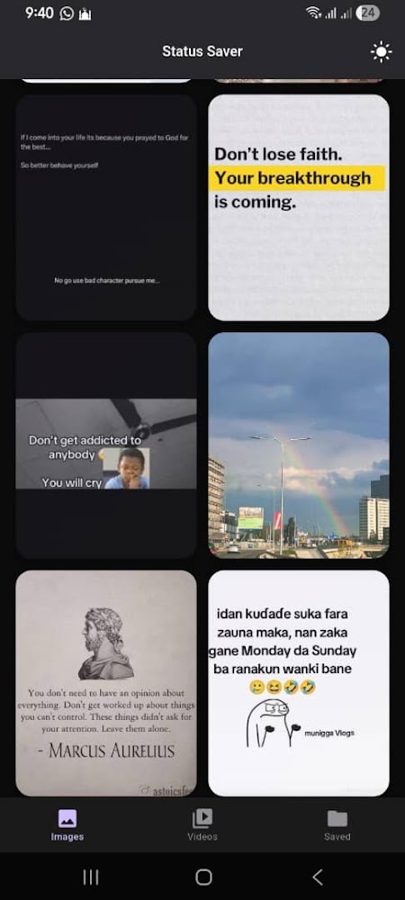 9:40
24
Status Saver
If I come into your life its because you prayed to God for
the best...
So better behave yourself
No go use bad character pursue me...
Don't lose faith.
Your breakthrough
is coming.
Don't get addicted to
anybody
You will cry
You don't need to have an opinion about
everything. Don't get worked up about things
you can't control. These things didn't ask for
your attention. Leave them alone.
- MARCUS AURELIUS
idan kuɗaɗe suka fara
zauna maka, nan zaka
gane Monday da Sunday
ba ranakun wanki bane
🥲😆🤣🤣
munigga Vlogs
Images
Videos
Saved